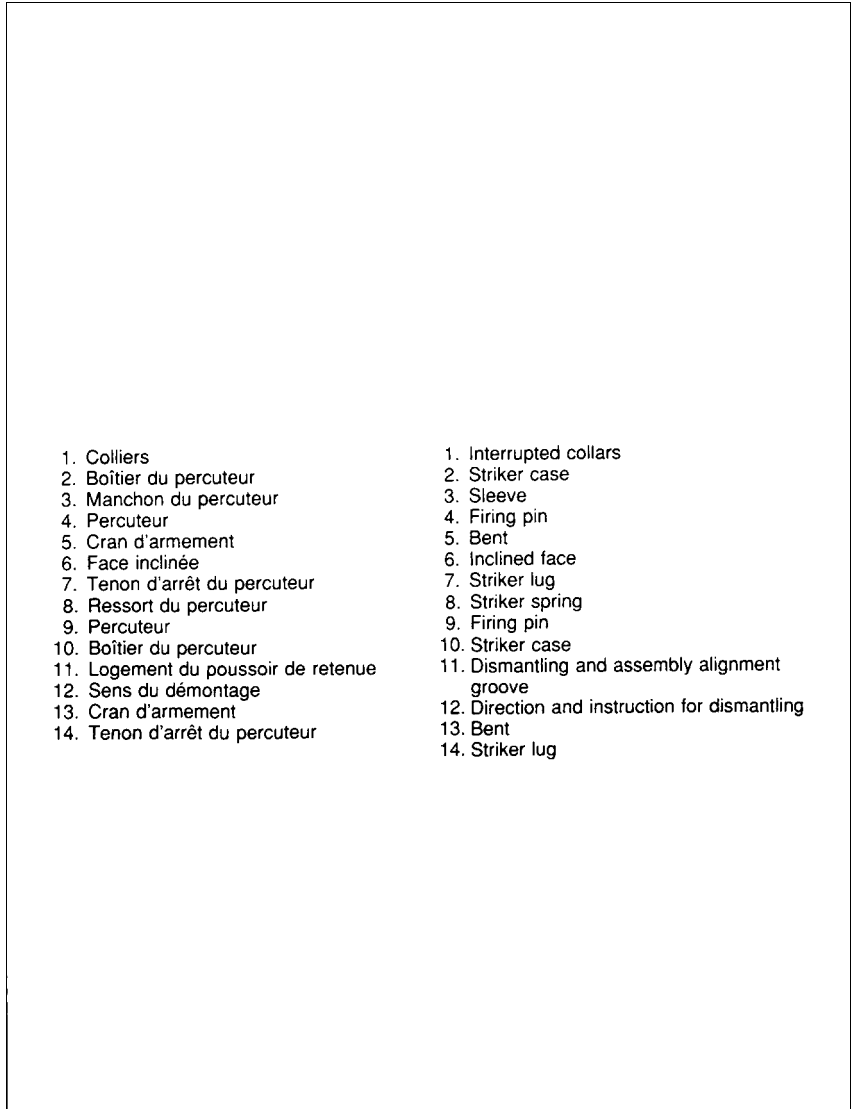 1. Colliers
2. Boîtier du percuteur
3. Manchon du percuteur
4. Percuteur
5. Cran d'armement
6. Face inclinée
7. Tenon d'arrêt du percuteur
8. Ressort du percuteur
9. Percuteur
10. Boîtier du percuteur
11. Logement du poussoir de retenue
12. Sens du démontage
13. Cran d'armement
14. Tenon d'arrêt du percuteur
1. Interrupted collars
2. Striker case
3. Sleeve
4. Firing pin
5. Bent
6. Inclined face
7. Striker lug
8. Striker spring
9. Firing pin
10. Striker case
11. Dismantling and assembly alignment
groove
12. Direction and instruction for dismantling
13. Bent
14. Striker lug